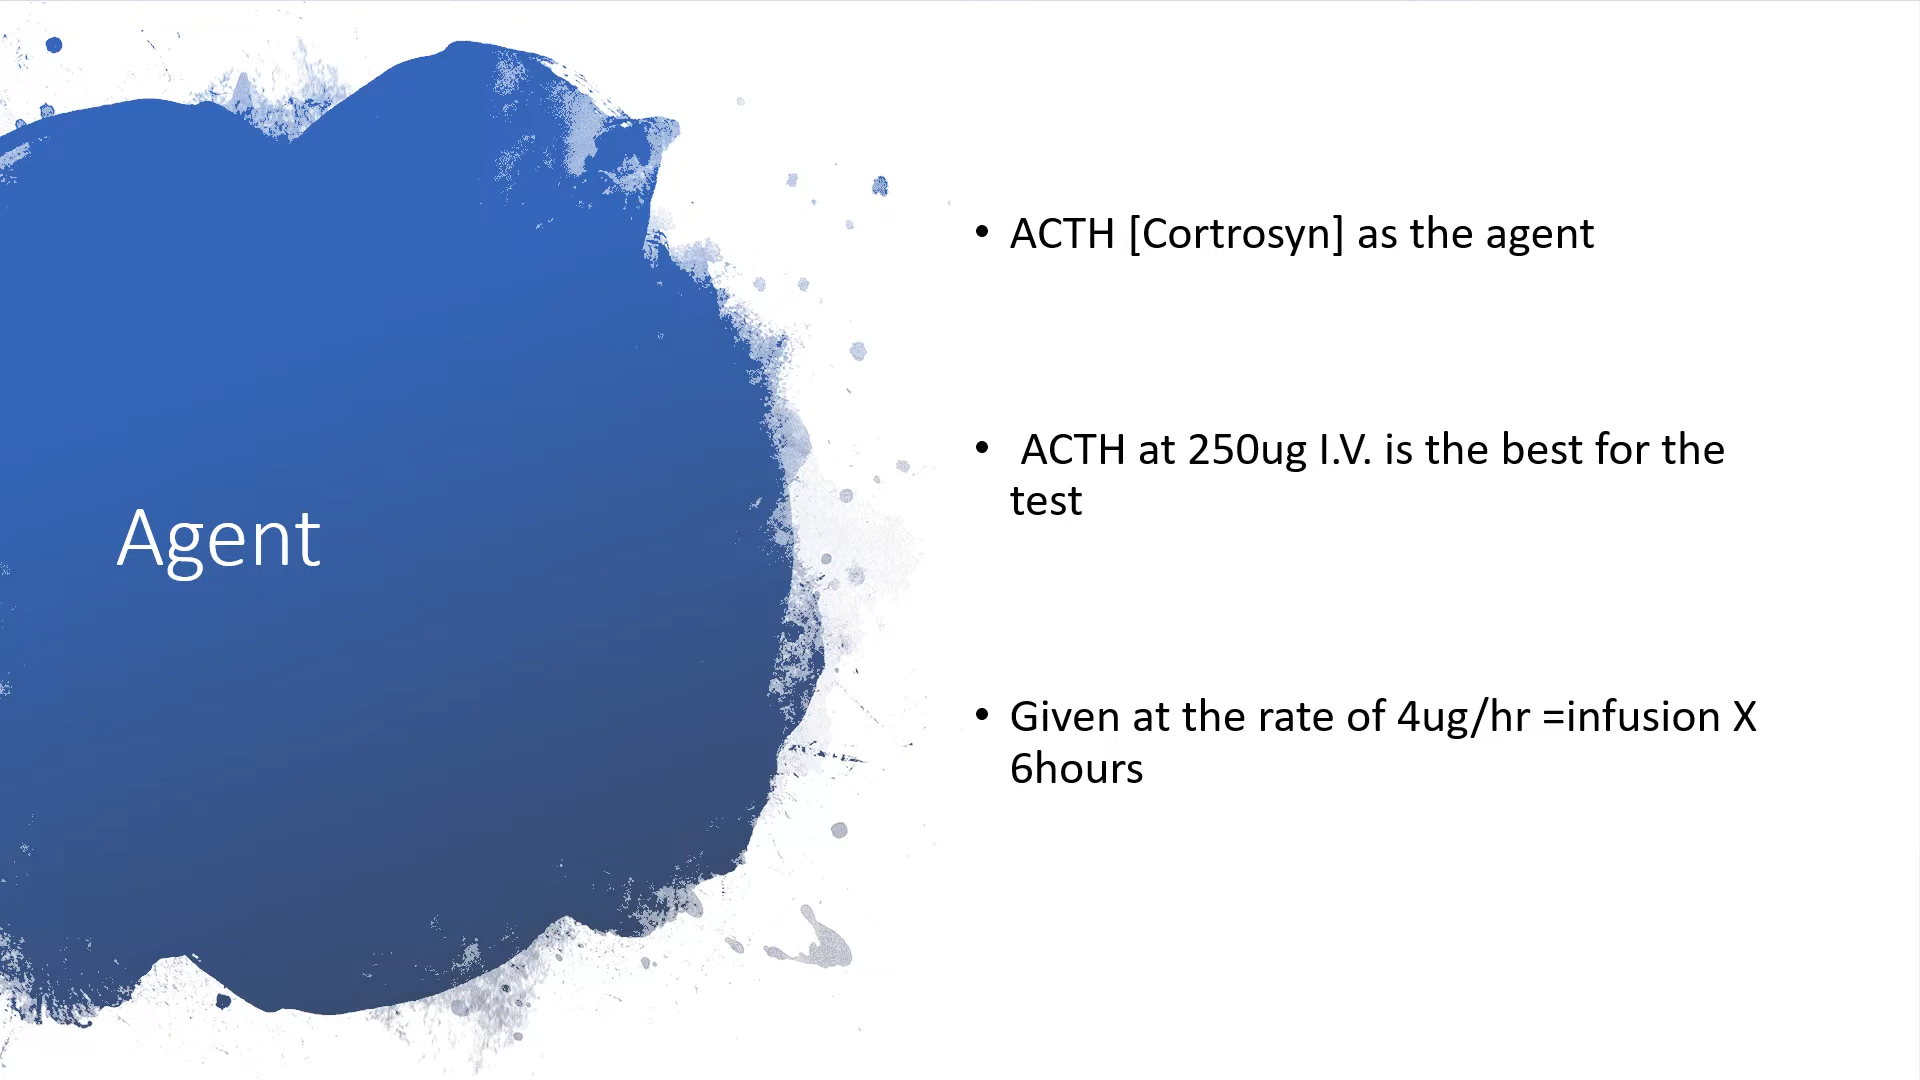 Agent
• ACTH [Cortrosyn] as the agent
• ACTH at 250ug I.V. is the best for the
test
• Given at the rate of 4ug/hr =infusion X
6hours